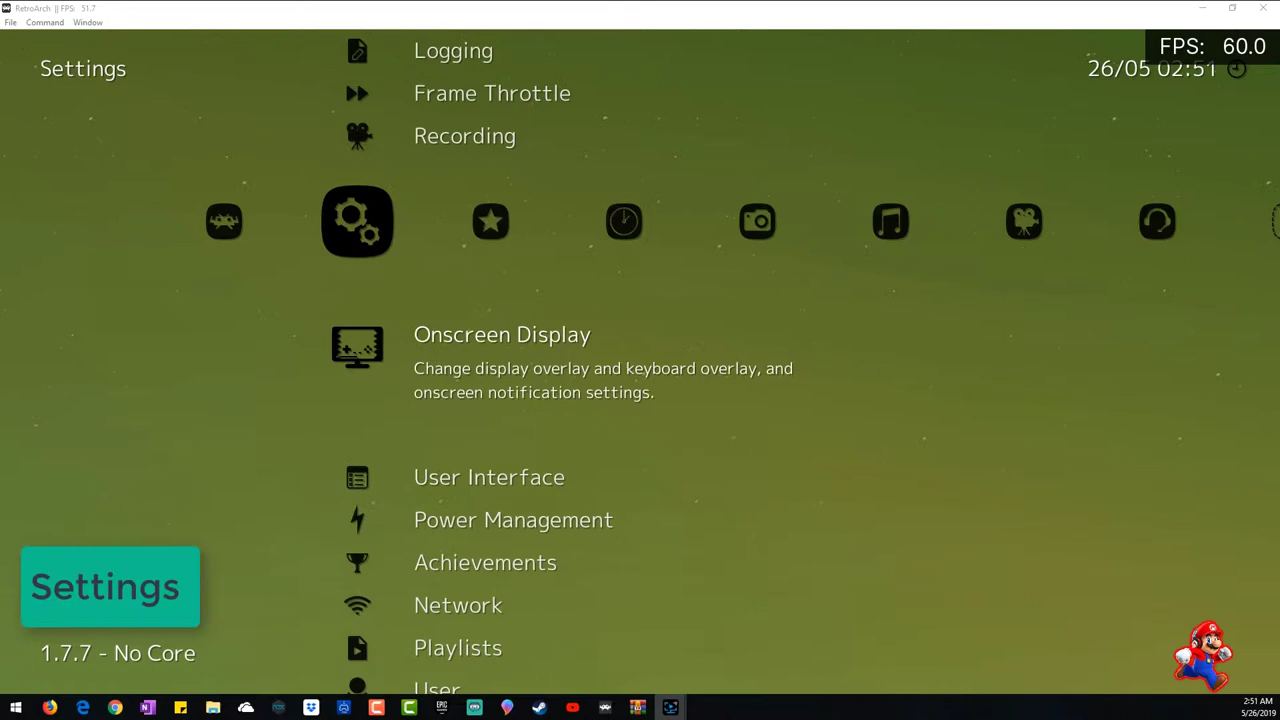 RetroArch || FPS: 51.7
File Command Window
FPS: 60.0
Settings
26/05 02:51
Logging
Frame Throttle
Recording
Onscreen Display
Change display overlay and keyboard overlay, and
onscreen notification settings.
User Interface
Power Management
Achievements
Network
Playlists
User
Settings
1.7.7 - No Core
EPIC
2:51 AM
5/26/2019